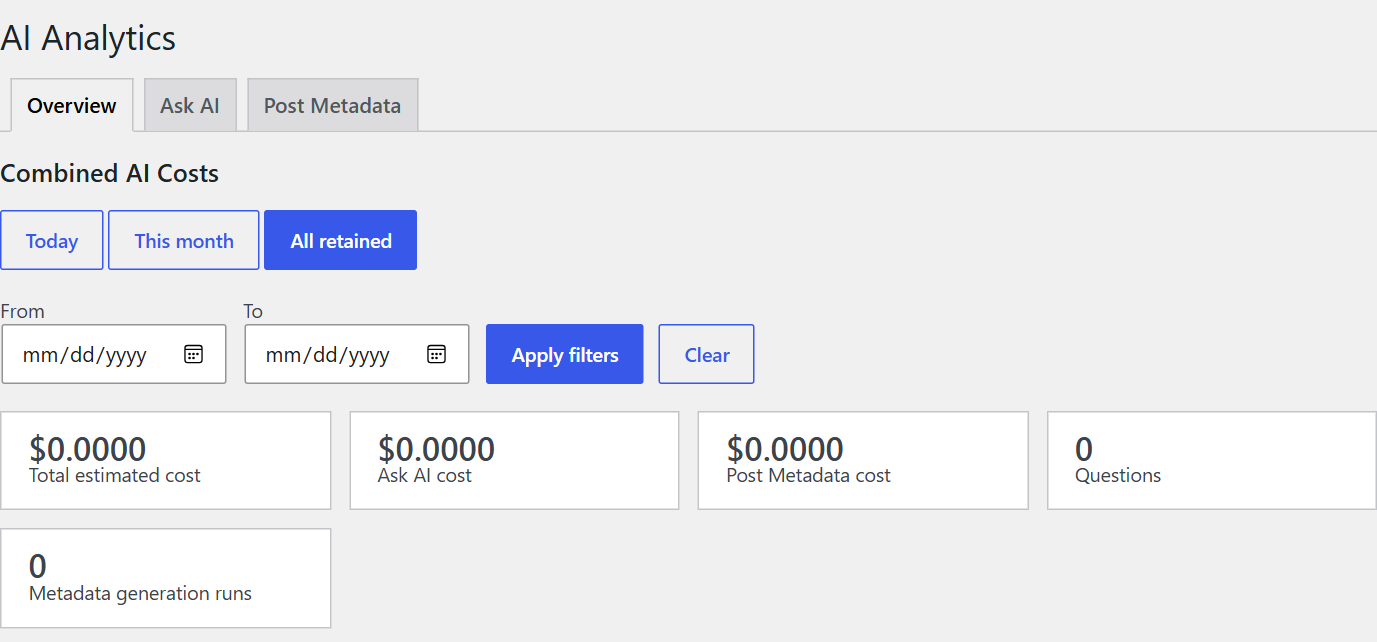 AI Analytics
Overview Ask AI Post Metadata
Combined AI Costs
Today This month All retained
From To
mm/dd/yyyy mm/dd/yyyy Apply filters Clear
$0.0000 $0.0000 $0.0000 0
Total estimated cost Ask AI cost Post Metadata cost Questions
0
Metadata generation runs